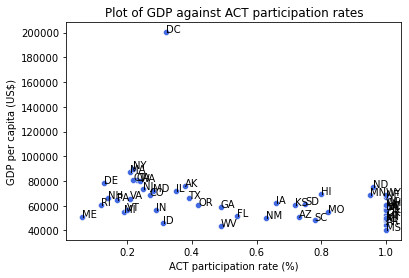 Plot of GDP against ACT participation rates
GDP per capita (US$)
200000
180000
160000
140000
120000
100000
80000
60000
40000
DC
NY
DE
AK
IL
MD
CO
NH
PA
VA
RI
ME
VT
MI
IN
ID
TX
OR
GA
WV
FL
IA
NM
KS
SD
AZ
SC
HI
MO
ND
MN
MS
0.2
0.4
0.6
0.8
1.0
ACT participation rate (%)